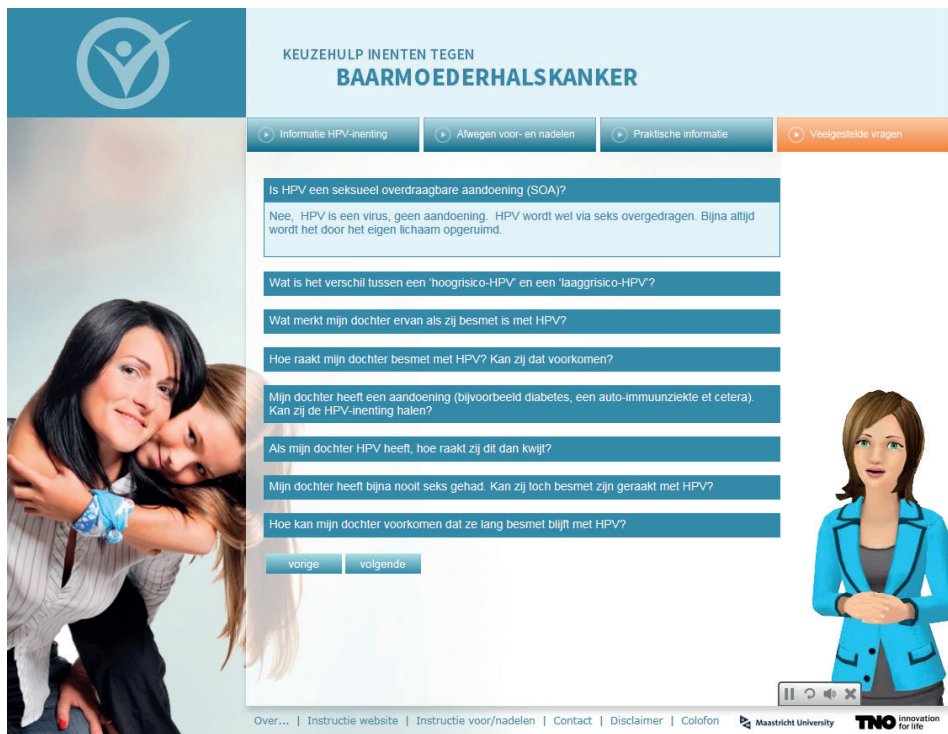 KEUZEHULP INENTEN TEGEN
BAARMOEDERHALSKANKER
Informatie HPV-inenting
Afwegen voor- en nadelen
Praktische informatie
Veelgestelde vragen
Is HPV een seksueel overdraagbare aandoening (SOA)?
Nee, HPV is een virus, geen aandoening. HPV wordt wel via seks overgedragen. Bijna altijd
wordt het door het eigen lichaam opgeruimd.
Wat is het verschil tussen een 'hoogrisico-HPV' en een 'laaggrisico-HPV'?
Wat merkt mijn dochter ervan als zij besmet is met HPV?
Hoe raakt mijn dochter besmet met HPV? Kan zij dat voorkomen?
Mijn dochter heeft een aandoening (bijvoorbeeld diabetes, een auto-immuunziekte et cetera).
Kan zij de HPV-inenting halen?
Als mijn dochter HPV heeft, hoe raakt zij dit dan kwijt?
Mijn dochter heeft bijna nooit seks gehad. Kan zij toch besmet zijn geraakt met HPV?
Hoe kan mijn dochter voorkomen dat ze lang besmet blijft met HPV?
vorige volgende
Over... | Instructie website | Instructie voor/nadelen | Contact | Disclaimer | Colofon
Maastricht University
TNO innovation
for life